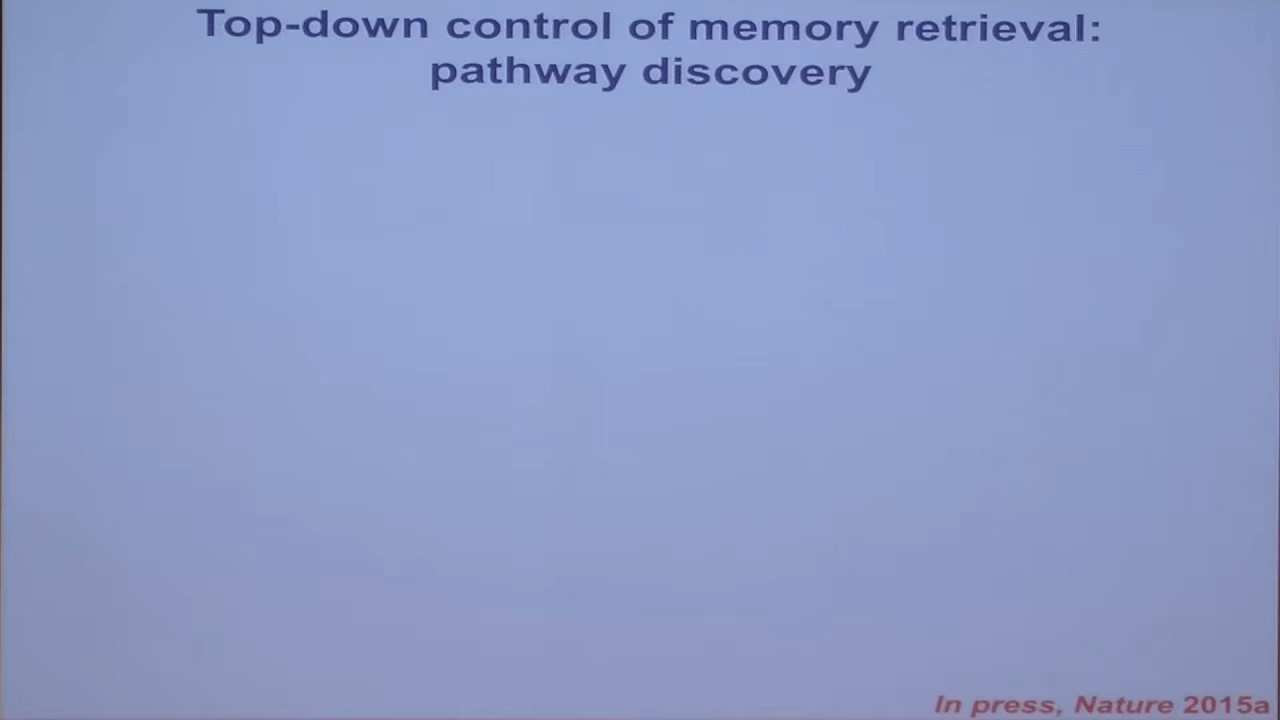 Top-down control of memory retrieval:
pathway discovery
In press, Nature 2015a